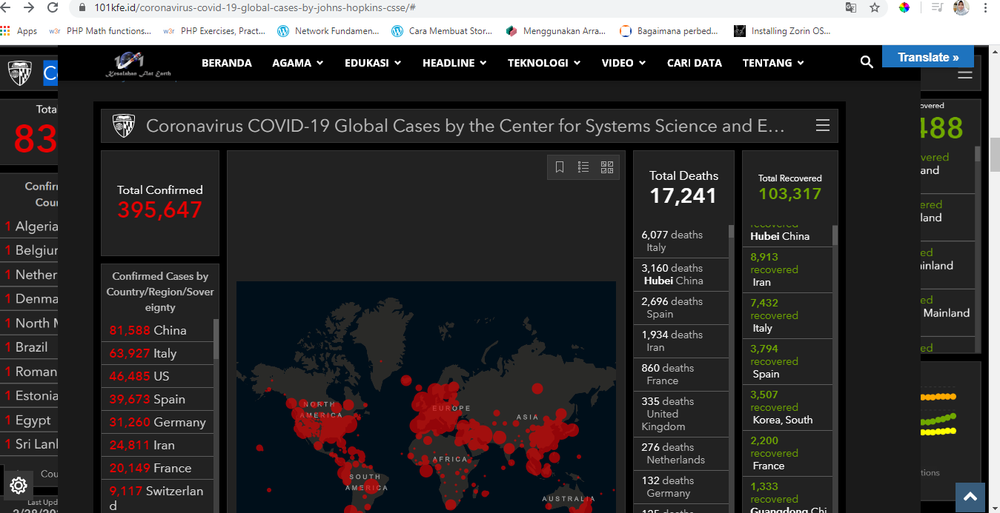 101kfe.id/coronavirus-covid-19-global-cases-by-johns-hopkins-csse/#
Apps
w3r PHP Math functions...
w3r PHP Exercises, Pract...
Network Fundamen...
Cara Membuat Stor...
Menggunakan Arra...
Bagaimana perbed...
Installing Zorin OS...
Kesalahan Flat Earth
BERANDA
AGAMA
EDUKASI
HEADLINE
TEKNOLOGI
VIDEO
CARI DATA
TENTANG
Translate »
C
Tota
83
Confir
Cou
1 Algeria
1 Belgiu
1 Nether
1 Denma
1 North M
1 Brazil
1 Roman
1 Estonia
1 Egypt
1 Sri Lanl
Cou
Last Upd
2/28/20
Coronavirus COVID-19 Global Cases by the Center for Systems Science and E...
Total Confirmed
395,647
Confirmed Cases by
Country/Region/Sover
eignty
81,588 China
63,927 Italy
46,485 US
39,673 Spain
31,260 Germany
24,811 Iran
20,149 France
9,117 Switzerlan
d
NORTH
AMERICA
EUROPE
ASIA
AFRICA
SOUTH
AMERICA
AUSTRALIA
Total Deaths
17,241
6,077 deaths
Italy
3,160 deaths
Hubei China
2,696 deaths
Spain
1,934 deaths
Iran
860 deaths
France
335 deaths
United
Kingdom
276 deaths
Netherlands
132 deaths
Germany
Total Recovered
103,317
recovered
Hubei China
8,913
recovered
Iran
7,432
recovered
Italy
3,794
recovered
Spain
3,507
recovered
Korea, South
2,200
recovered
France
1,333
recovered
Guangdong Chi
overed
488
vered
and
ered
land
ed
ainland
ed
Mainland
ed
tions